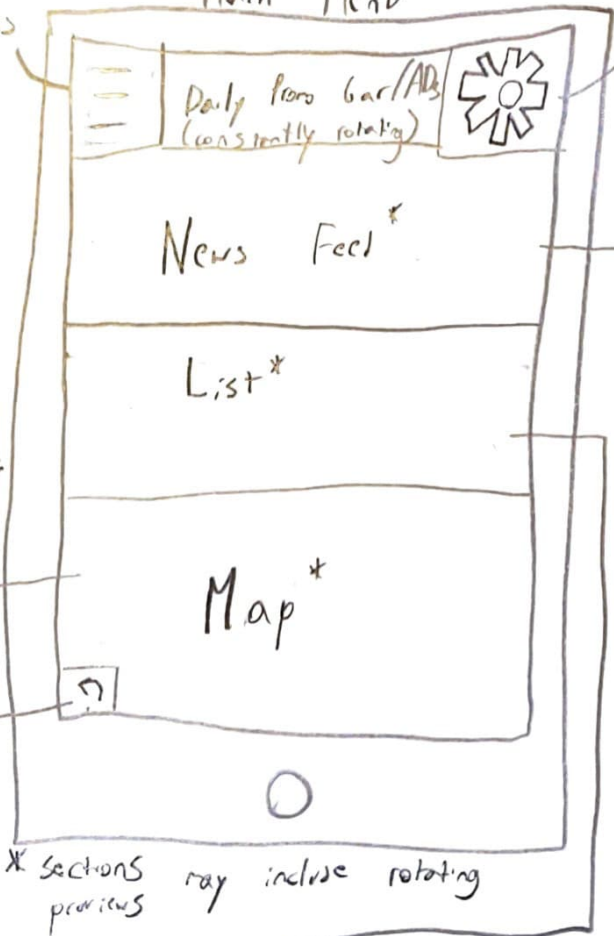 Daily Promo bar/ADs
(constantly rotating)
News Feed*
List*
Map*
?
* sections may include rotating
previews